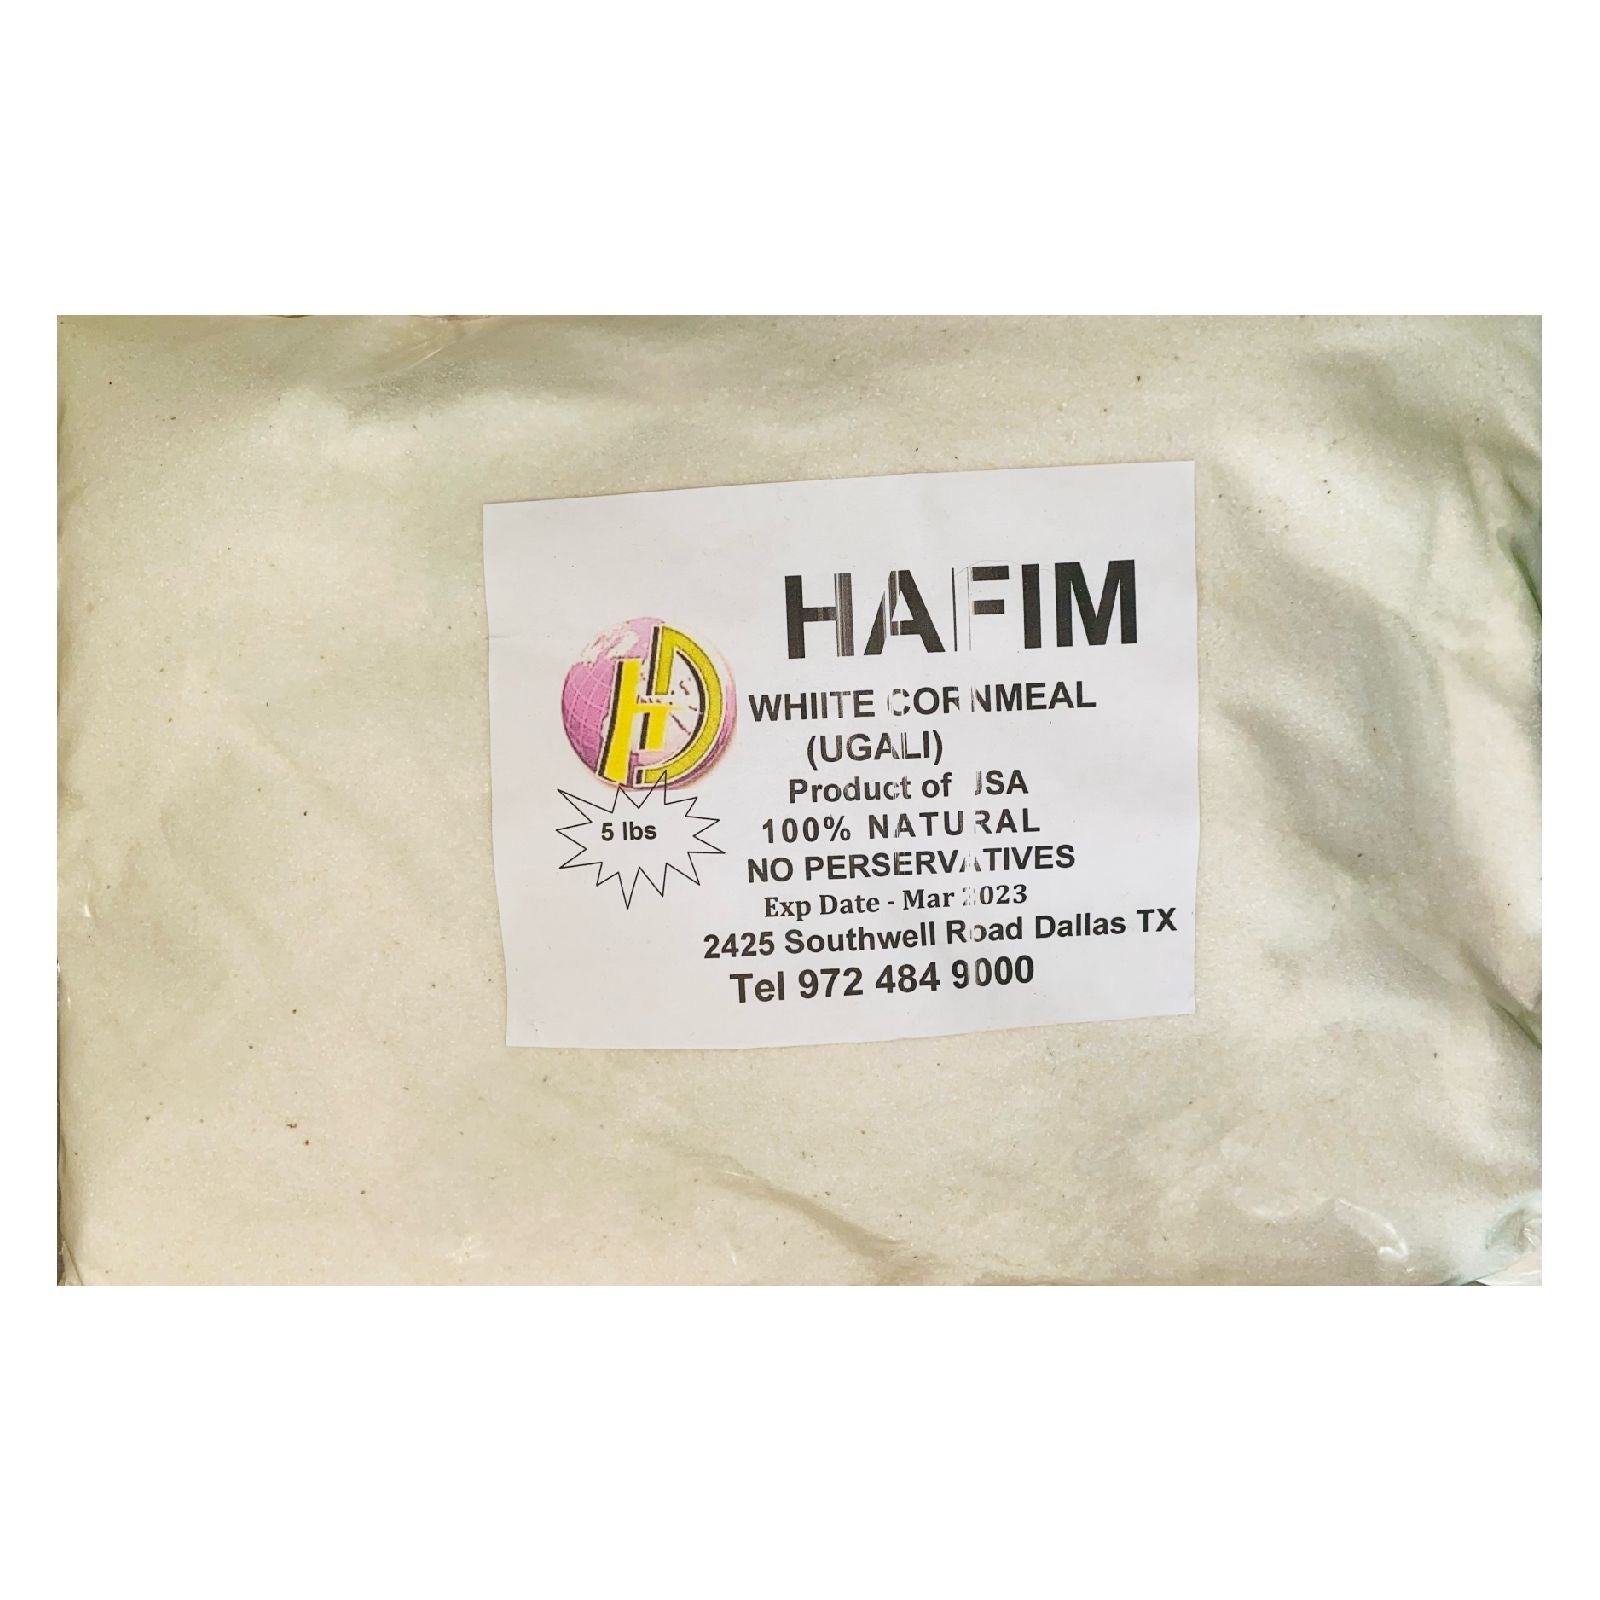 HAFIM
WHIITE CORNMEAL
(UGALI)
Product of USA
5 lbs
100% NATURAL
NO PERSERVATIVES
Exp Date - Mar 2023
2425 Southwell Road Dallas TX
Tel 972 484 9000
HD